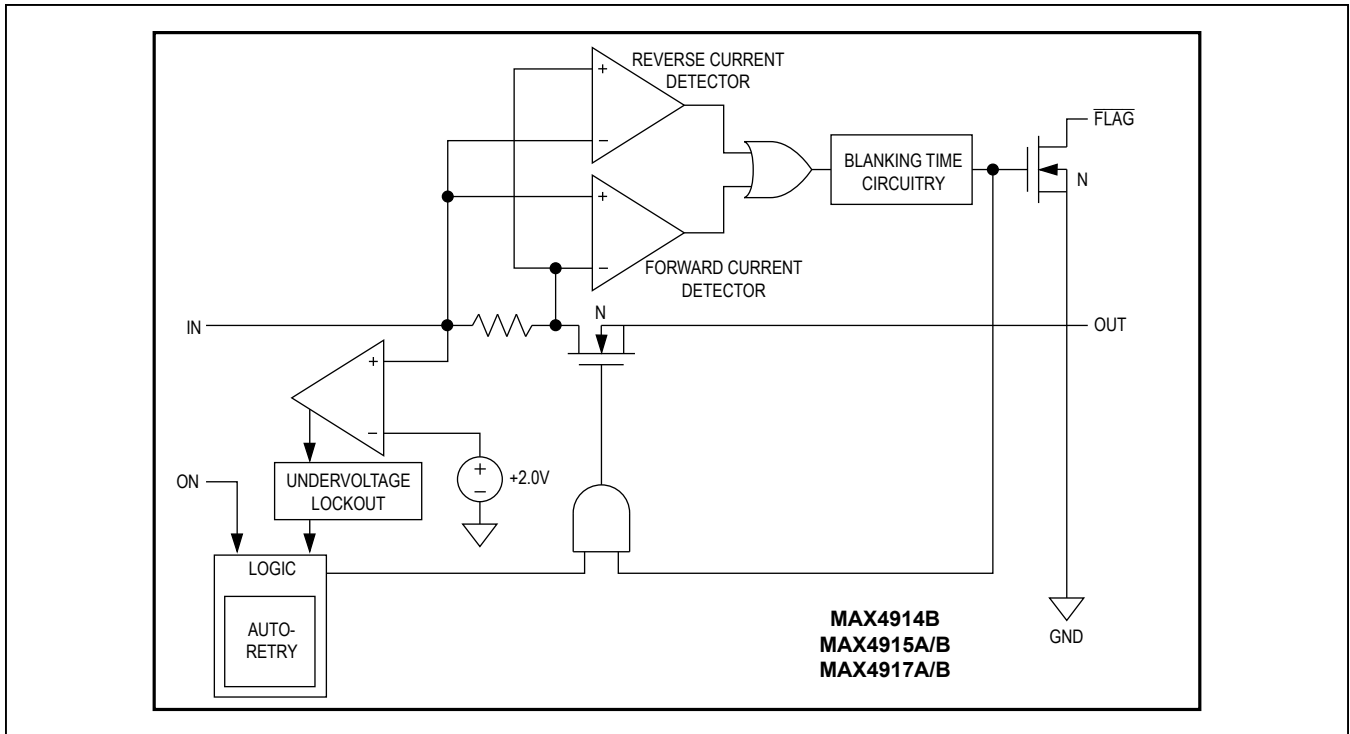 REVERSE CURRENT
DETECTOR
+
−
FLAG
BLANKING TIME
CIRCUITRY
N
+
−
FORWARD CURRENT
DETECTOR
IN
N
OUT
+
−
ON
UNDERVOLTAGE
LOCKOUT
+
−
+2.0V
LOGIC
AUTO-
RETRY
MAX4914B
MAX4915A/B
MAX4917A/B
GND